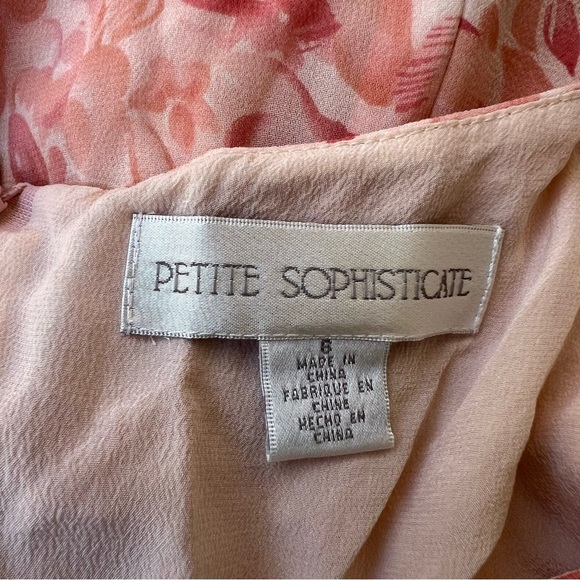 PETITE SOPHISTICATE
8
MADE IN
CHINA
FABRIQUE EN
CHINE
HECHO EN
CHINA